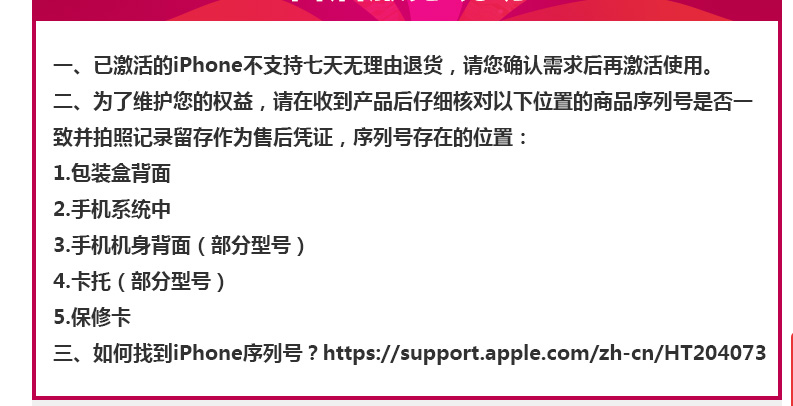 一、已激活的iPhone不支持七天无理由退货，请您确认需求后再激活使用。
二、为了维护您的权益，请在收到产品后仔细核对以下位置的商品序列号是否一
致并拍照记录留存作为售后凭证，序列号存在的位置：
1.包装盒背面
2.手机系统中
3.手机机身背面（部分型号）
4.卡托（部分型号）
5.保修卡
三、如何找到iPhone序列号？https://support.apple.com/zh-cn/HT204073